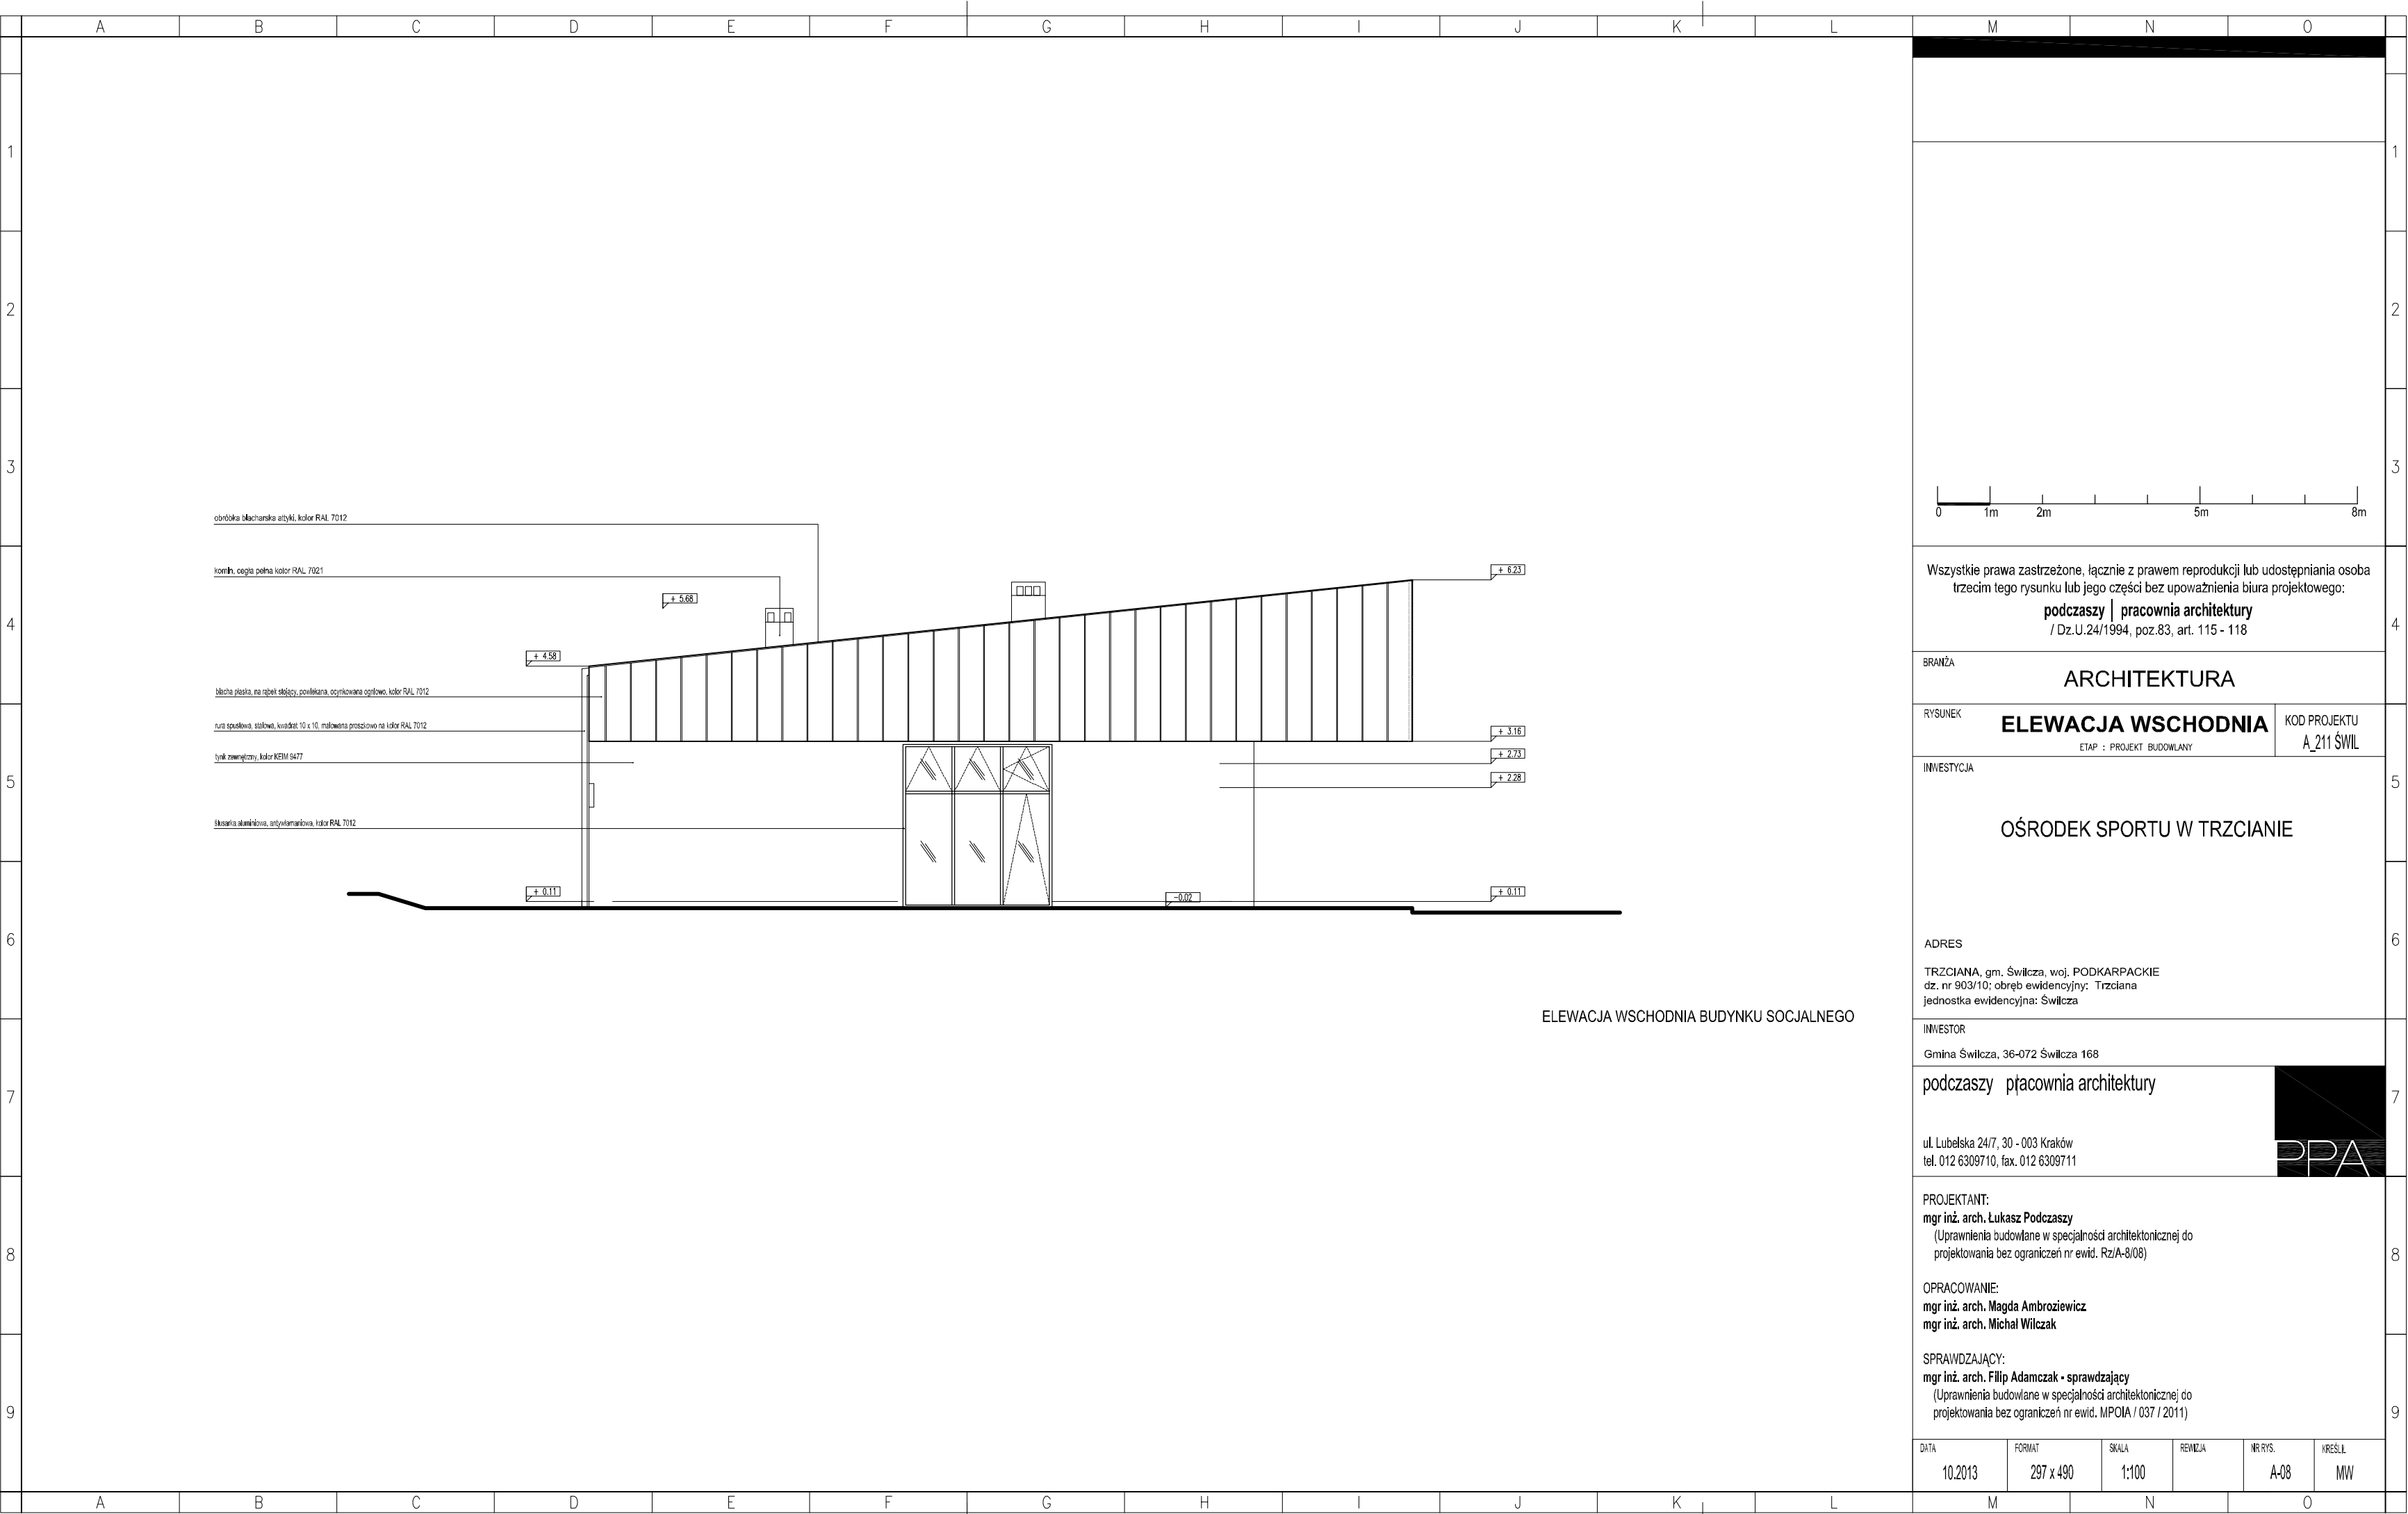 A B C D E F G H I J K L M N O
1 1
2 2
3 3
0 1m 2m 5m 8m
obróbka blacharska attyki, kolor RAL 7012
komin, cegła pełna kolor RAL 7021
+ 5.68
+ 6.23
4 4
+ 4.58
blacha płaska, na rąbek stojący, powlekana, ocynkowana ogniowo, kolor RAL 7012
rura spustowa, stalowa, kwadrat 10 x 10, malowana proszkowo na kolor RAL 7012
tynk zewnętrzny, kolor KEIM 9477
ślusarka aluminiowa, antywłamaniowa, kolor RAL 7012
+ 3.16
+ 2.73
+ 2.28
5 5
+ 0.11
-0.02
+ 0.11
6 6
ELEWACJA WSCHODNIA BUDYNKU SOCJALNEGO
7 7
8 8
9 9
Wszystkie prawa zastrzeżone, łącznie z prawem reprodukcji lub udostępniania osoba
trzecim tego rysunku lub jego części bez upoważnienia biura projektowego:
podczaszy | pracownia architektury
/ Dz.U.24/1994, poz.83, art. 115 - 118
BRANŻA
ARCHITEKTURA
RYSUNEK
ELEWACJA WSCHODNIA
ETAP : PROJEKT BUDOWLANY
KOD PROJEKTU
A_211 ŚWIL
INWESTYCJA
OŚRODEK SPORTU W TRZCIANIE
ADRES
TRZCIANA, gm. Świlcza, woj. PODKARPACKIE
dz. nr 903/10; obręb ewidencyjny: Trzciana
jednostka ewidencyjna: Świlcza
INWESTOR
Gmina Świlcza, 36-072 Świlcza 168
podczaszy pracownia architektury
ul. Lubelska 24/7, 30 - 003 Kraków
tel. 012 6309710, fax. 012 6309711
PPA
PROJEKTANT:
mgr inż. arch. Łukasz Podczaszy
(Uprawnienia budowlane w specjalności architektonicznej do
projektowania bez ograniczeń nr ewid. Rz/A-8/08)
OPRACOWANIE:
mgr inż. arch. Magda Ambroziewicz
mgr inż. arch. Michał Wilczak
SPRAWDZAJĄCY:
mgr inż. arch. Filip Adamczak - sprawdzający
(Uprawnienia budowlane w specjalności architektonicznej do
projektowania bez ograniczeń nr ewid. MPOIA / 037 / 2011)
DATA FORMAT SKALA REWIZJA NR RYS. KREŚLIŁ
10.2013 297 x 490 1:100 A-08 MW
A B C D E F G H I J K L M N O